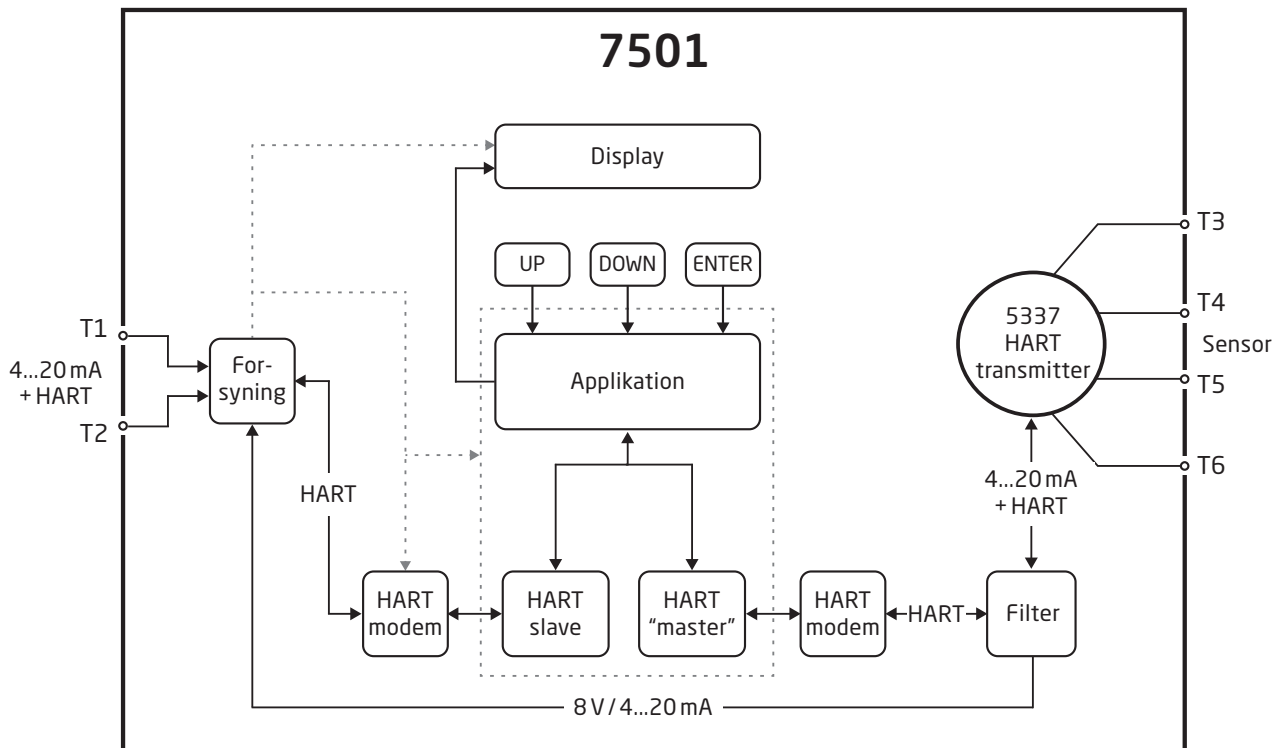 7501
Display
UP
DOWN
ENTER
T3
T1
4...20 mA
+ HART
T2
For-
syning
Applikation
5337
HART
transmitter
T4
Sensor
T5
T6
HART
4...20 mA
+ HART
HART
modem
HART
slave
HART
“master”
HART
modem
HART
Filter
8 V / 4...20 mA